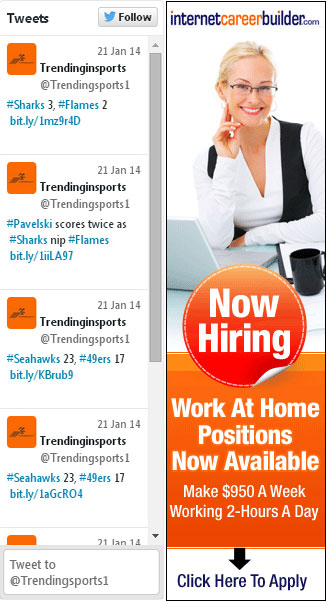 Tweets
Follow
21 Jan 14
Trendinginsports
@Trendingsports1
#Sharks 3, #Flames 2
bit.ly/1mz9r4D
21 Jan 14
Trendinginsports
@Trendingsports1
#Pavelski scores twice as
#Sharks nip #Flames
bit.ly/1iiLA97
21 Jan 14
Trendinginsports
@Trendingsports1
#Seahawks 23, #49ers 17
bit.ly/KBrub9
21 Jan 14
Trendinginsports
@Trendingsports1
#Seahawks 23, #49ers 17
bit.ly/1aGcRO4
21 Jan 14
Tweet to
@Trendingsports1
internetcareerbuilder.com
Now
Hiring
Work At Home
Positions
Now Available
Make $950 A Week
Working 2-Hours A Day
Click Here To Apply